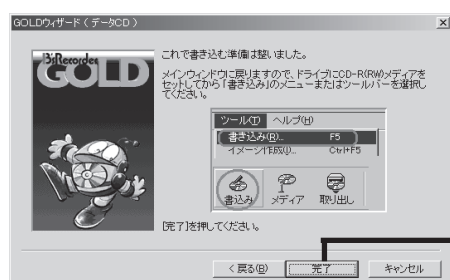 GOLDウィザード(データCD)
B's Recorder
GOLD
これで書き込む準備は整いました。
メインウィンドウに戻りますので、ドライブにCD-R(RW)メディアを
セットしてから「書き込み」のメニューまたはツールバーを選択し
てください。
ツール(T) ヘルプ(H)
書き込み(R)... F5
イメージ作成(I)... Ctrl+F5
書き込み メディア 取り出し
[完了]を押してください。
< 戻る(B) 完了 キャンセル